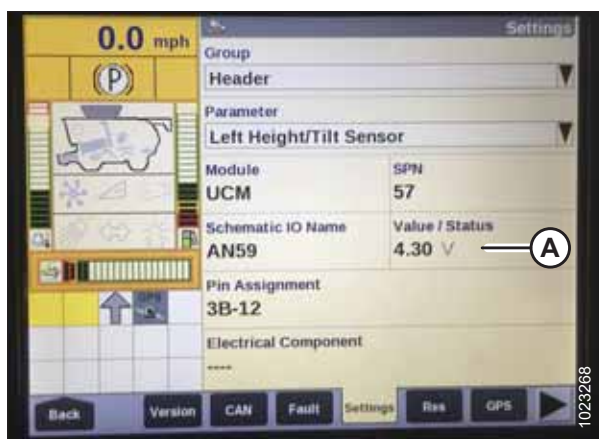 0.0 mph
(P)
Settings
Group
Header
Parameter
Left Height/Tilt Sensor
Module
SPN
UCM
57
Schematic IO Name
Value / Status
AN59
4.30 V
A
Pin Assignment
3B-12
Electrical Component
----
Back
Version
CAN
Fault
Settings
Res
GPS
1023268